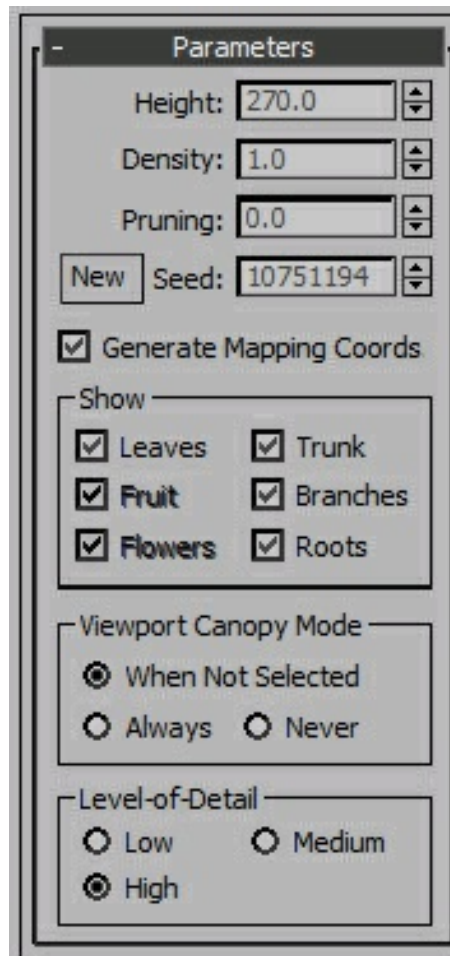 - Parameters
Height: 270.0
Density: 1.0
Pruning: 0.0
New Seed: 10751194
Generate Mapping Coords
Show
Leaves Trunk
Fruit Branches
Flowers Roots
Viewport Canopy Mode
When Not Selected
Always Never
Level-of-Detail
Low Medium
High